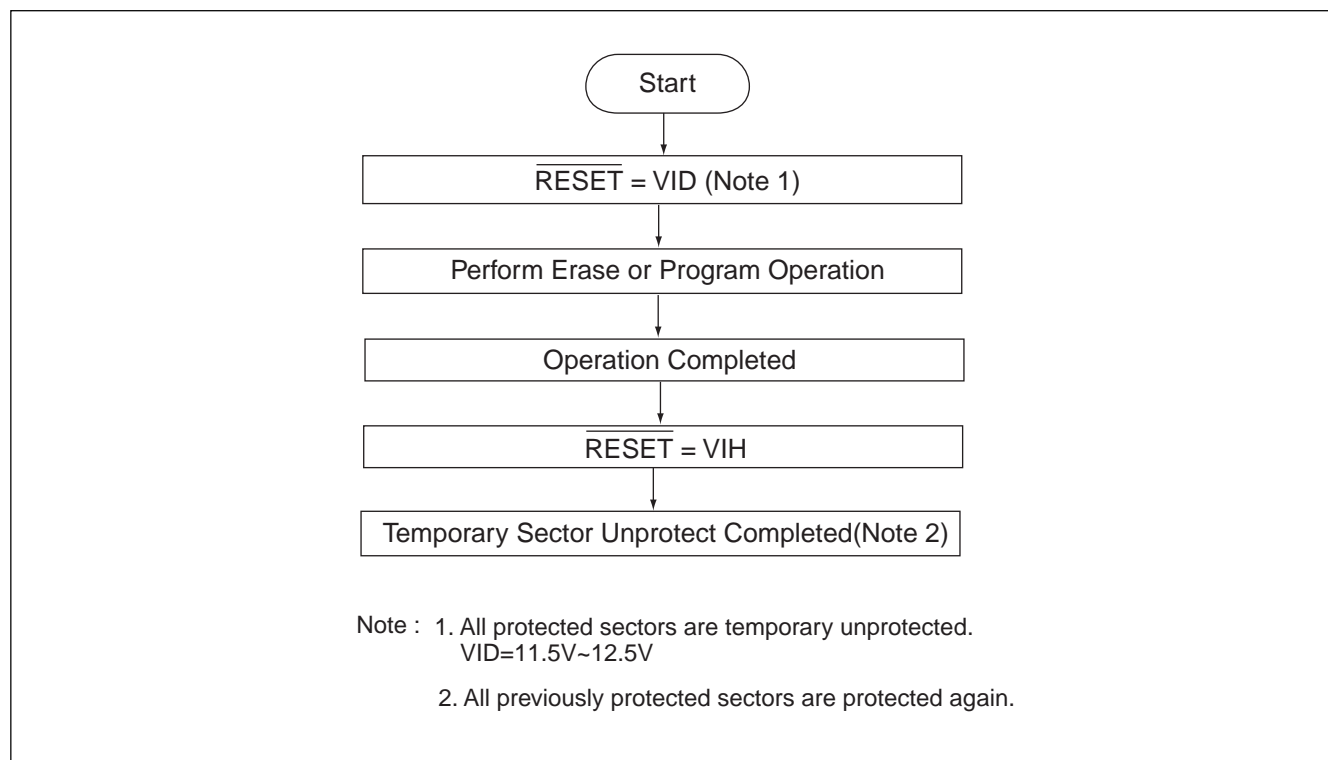 Start
RESET = VID (Note 1)
Perform Erase or Program Operation
Operation Completed
RESET = VIH
Temporary Sector Unprotect Completed(Note 2)
Note : 1. All protected sectors are temporary unprotected.
VID=11.5V~12.5V
2. All previously protected sectors are protected again.